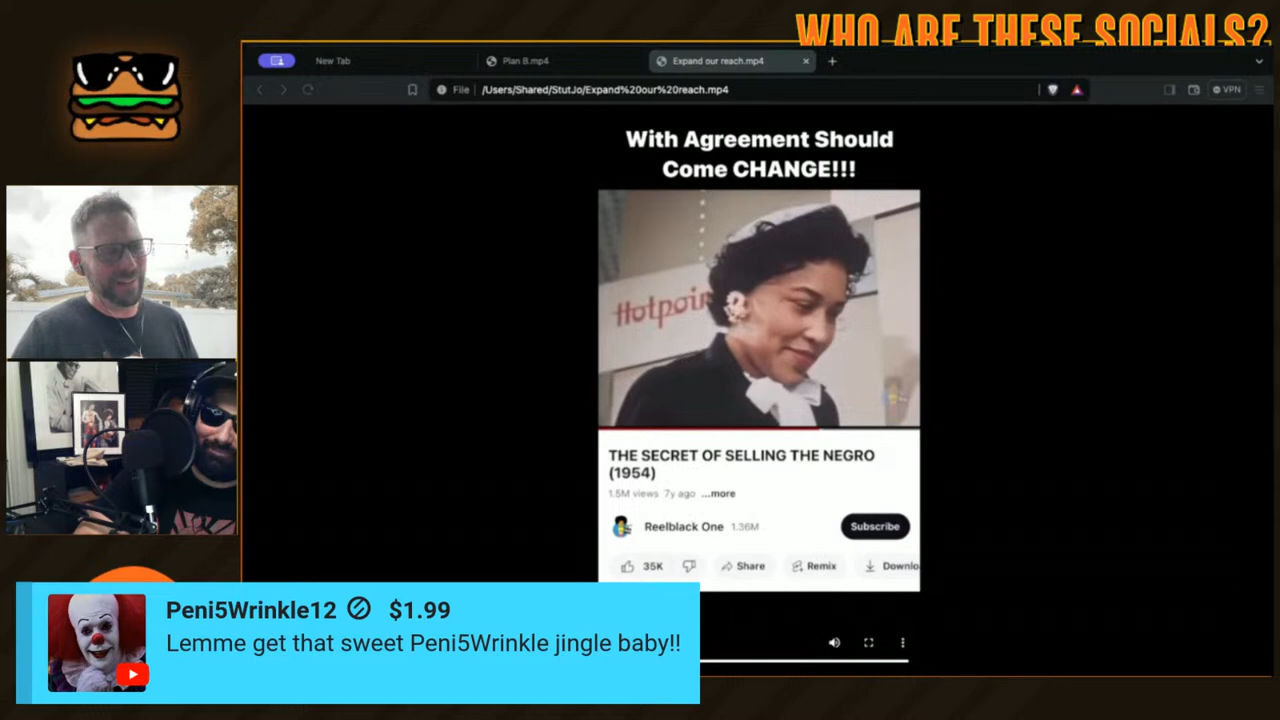 WHO ARE THESE SOCIALS?
New Tab
Plan B.mp4
Expand our reach.mp4
File
/Users/Shared/StutJo/Expand%20our%20reach.mp4
VPN
With Agreement Should
Come CHANGE!!!
Hotpoin
THE SECRET OF SELLING THE NEGRO
(1954)
1.5M views 7y ago ...more
Reelblack One 1.36M
Subscribe
35K
Share
Remix
Downlo
Peni5Wrinkle12 $1.99
Lemme get that sweet Peni5Wrinkle jingle baby!!